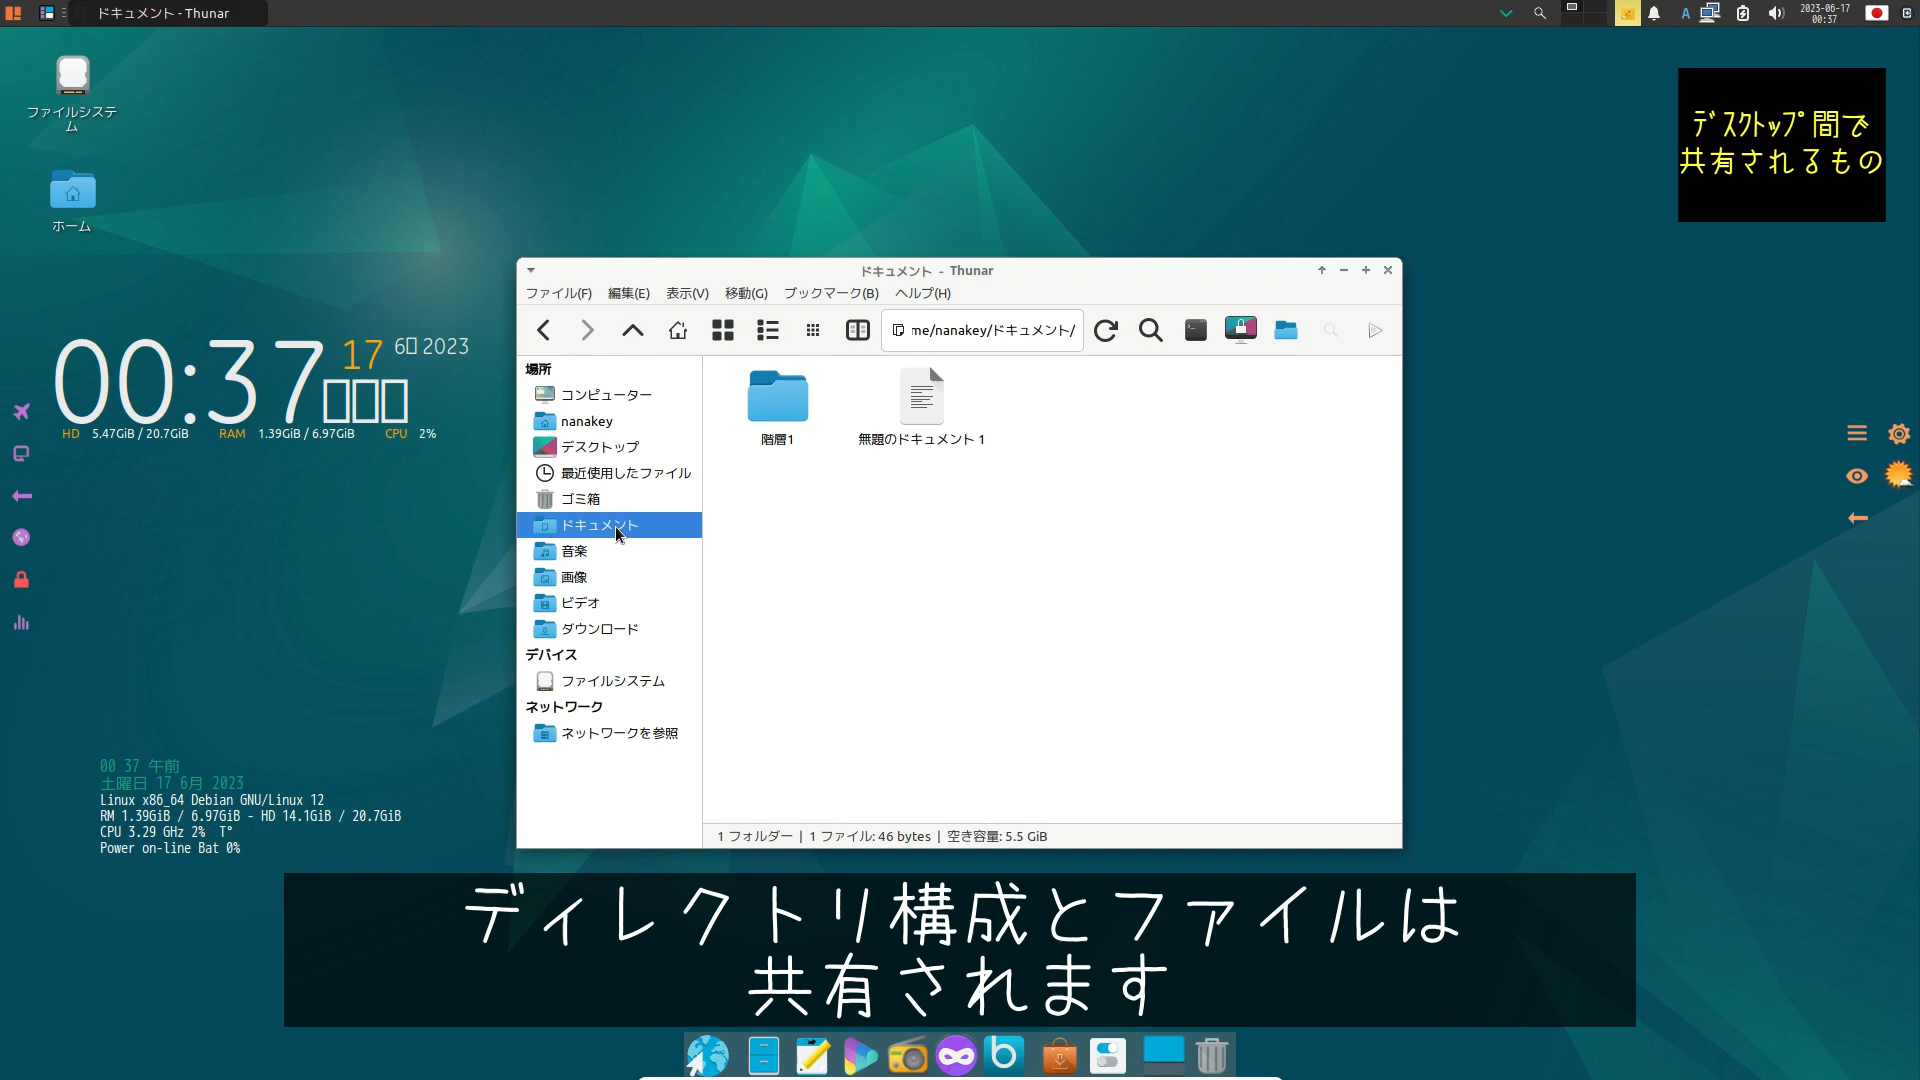 ドキュメント - Thunar
A
2023-06-17
00:37
ファイルシステ
ム
ホーム
ﾃﾞｽｸﾄｯﾌﾟ間で
共有されるもの
00:37
17
6 2023
HD 5.47GiB / 20.7GiB RAM 1.39GiB / 6.97GiB CPU 2%
ドキュメント - Thunar
ファイル(F) 編集(E) 表示(V) 移動(G) ブックマーク(B) ヘルプ(H)
me/nanakey/ドキュメント/
場所
コンピューター
nanakey
デスクトップ
最近使用したファイル
ゴミ箱
ドキュメント
音楽
画像
ビデオ
ダウンロード
デバイス
ファイルシステム
ネットワーク
ネットワークを参照
階層1
無題のドキュメント 1
1 フォルダー | 1 ファイル: 46 bytes | 空き容量: 5.5 GiB
00 37 午前
土曜日 17 6月 2023
Linux x86_64 Debian GNU/Linux 12
RM 1.39GiB / 6.97GiB - HD 14.1GiB / 20.7GiB
CPU 3.29 GHz 2% T°
Power on-line Bat 0%
ディレクトリ構成とファイルは
共有されます